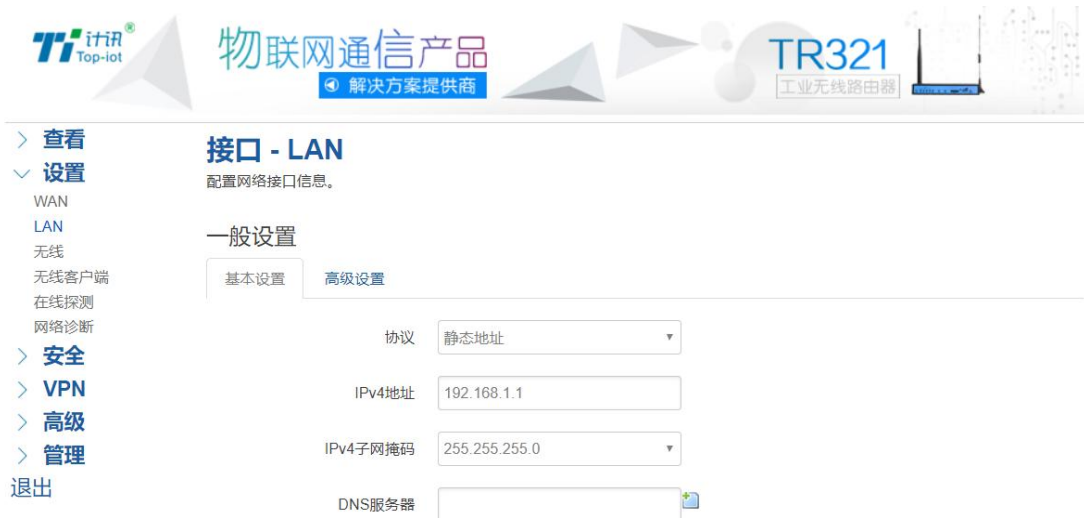 计讯®
Top-iot
物联网通信产品
解决方案提供商
TR321
工业无线路由器
查看
设置
WAN
LAN
无线
无线客户端
在线探测
网络诊断
安全
VPN
高级
管理
退出
接口 - LAN
配置网络接口信息。
一般设置
基本设置 高级设置
协议 静态地址
IPv4地址 192.168.1.1
IPv4子网掩码 255.255.255.0
DNS服务器